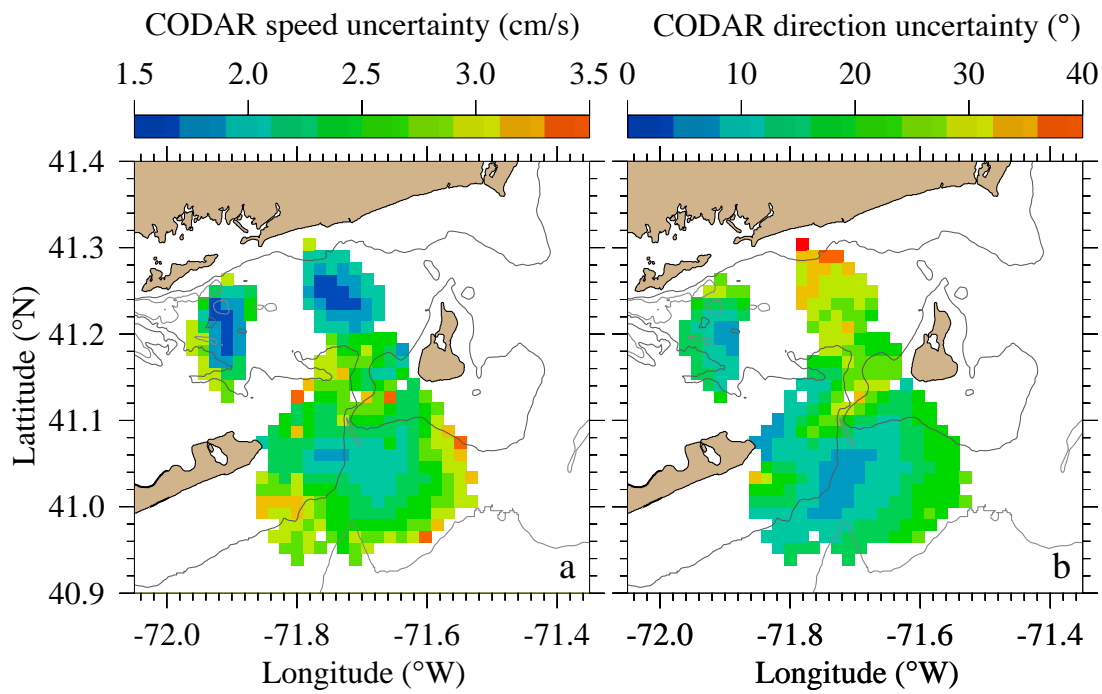 CODAR speed uncertainty (cm/s) CODAR direction uncertainty (°)
1.5 2.0 2.5 3.0 3.5 0 10 20 30 40
41.4
41.3
41.2
41.1
41.0
40.9
Lattitude (°N)
a b
-72.0 -71.8 -71.6 -71.4 -72.0 -71.8 -71.6 -71.4
Longitude (°W) Longitude (°W)